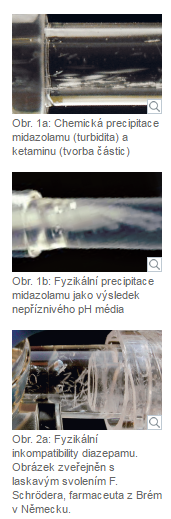 Obr. 1a: Chemická precipitace
midazolamu (turbidita) a
ketaminu (tvorba částic)
Obr. 1b: Fyzikální precipitace
midazolamu jako výsledek
nepříznivého pH média
Obr. 2a: Fyzikální
inkompatibility diazepamu.
Obrázek zveřejněn s
laskavým svolením F.
Schrödera, farmaceuta z Brém
v Německu.